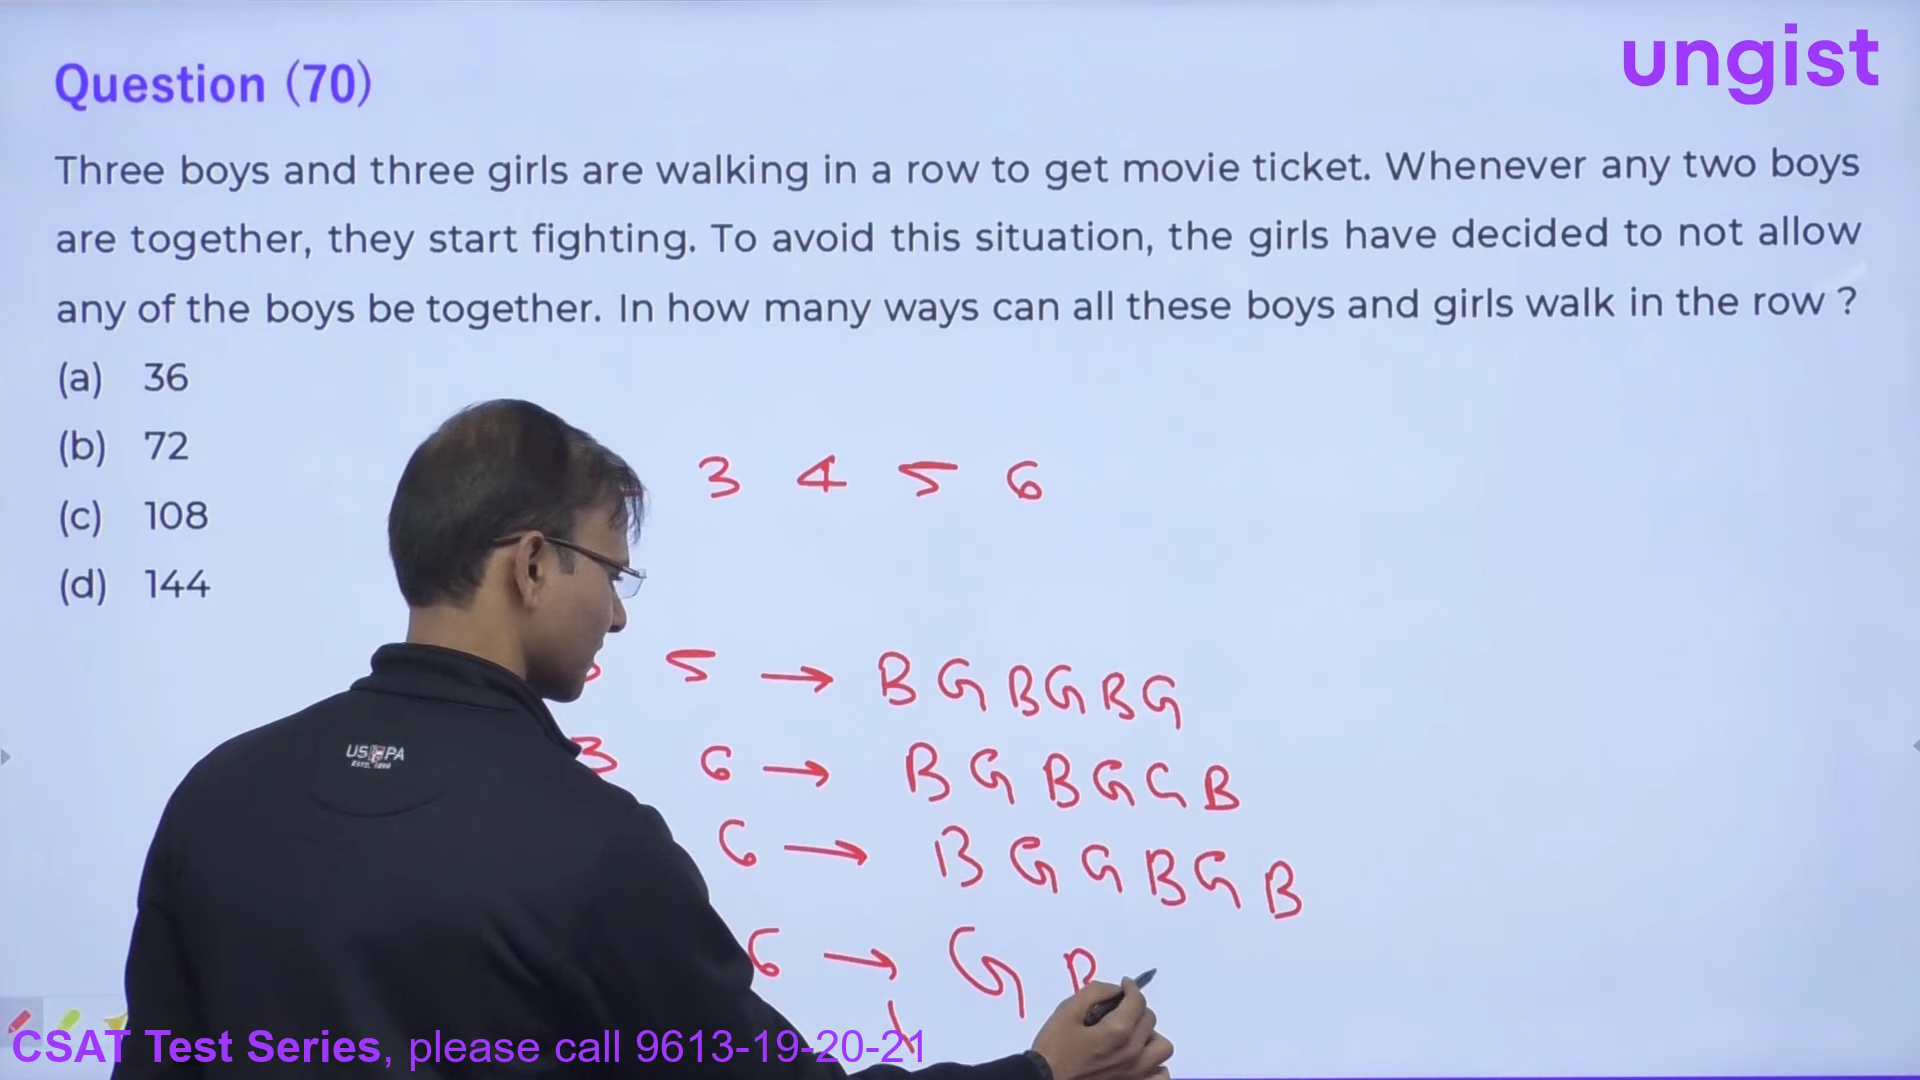 ungist
Question (70)
Three boys and three girls are walking in a row to get movie ticket. Whenever any two boys
are together, they start fighting. To avoid this situation, the girls have decided to not allow
any of the boys be together. In how many ways can all these boys and girls walk in the row ?
(a) 36
(b) 72
(c) 108
(d) 144
3 4 5 6
5 → B G B G B G
3 6 → B G B G G B
6 → B G G B G B
6 → G B
US PA
CSAT Test Series, please call 9613-19-20-21